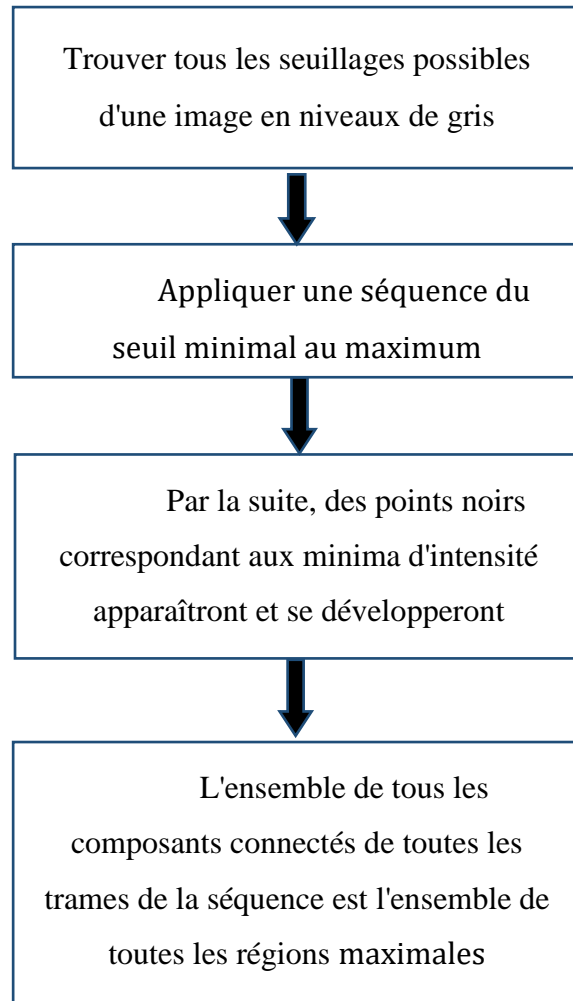 Trouver tous les seuillages possibles
d'une image en niveaux de gris
Appliquer une séquence du
seuil minimal au maximum
Par la suite, des points noirs
correspondant aux minima d'intensité
apparaîtront et se développeront
L'ensemble de tous les
composants connectés de toutes les
trames de la séquence est l'ensemble de
toutes les régions maximales